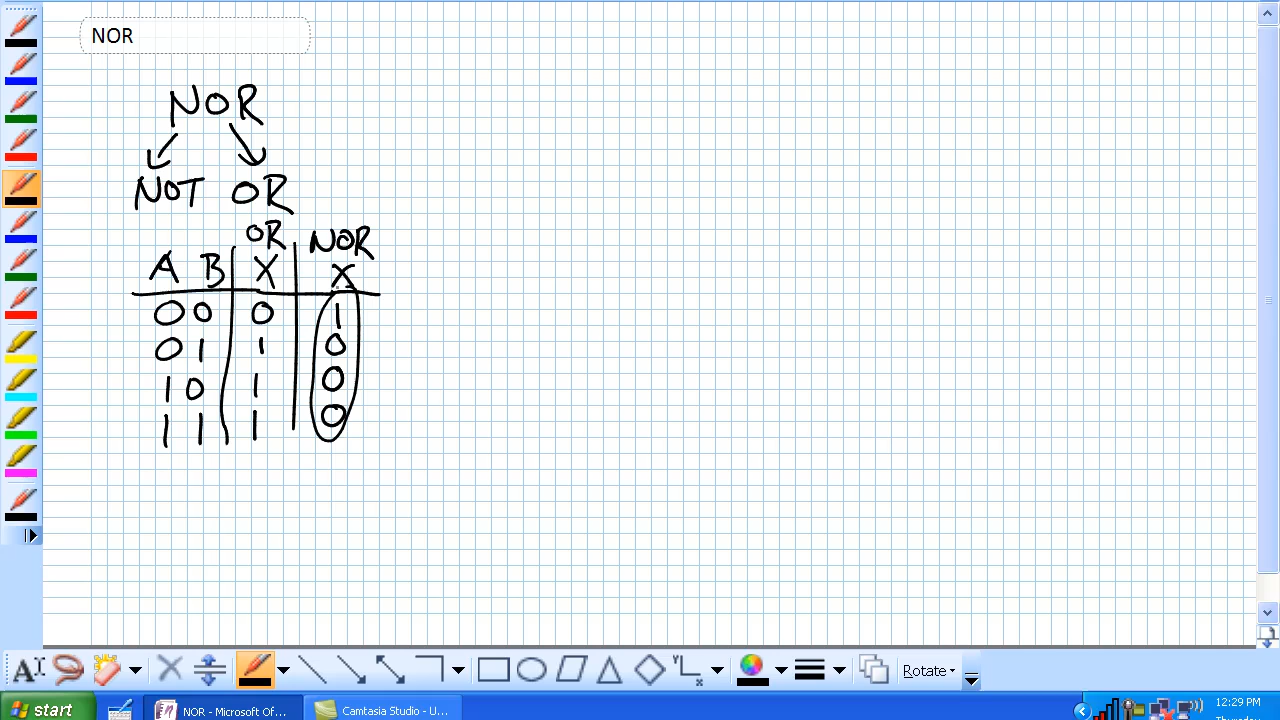 NOR
NOR
NOT OR
OR NOR
A B X X
0 0 0 1
0 1 1 0
1 0 1 0
1 1 1 0
Rotate
start
NOR - Microsoft Of...
Camtasia Studio - U...
12:29 PM
Thursday